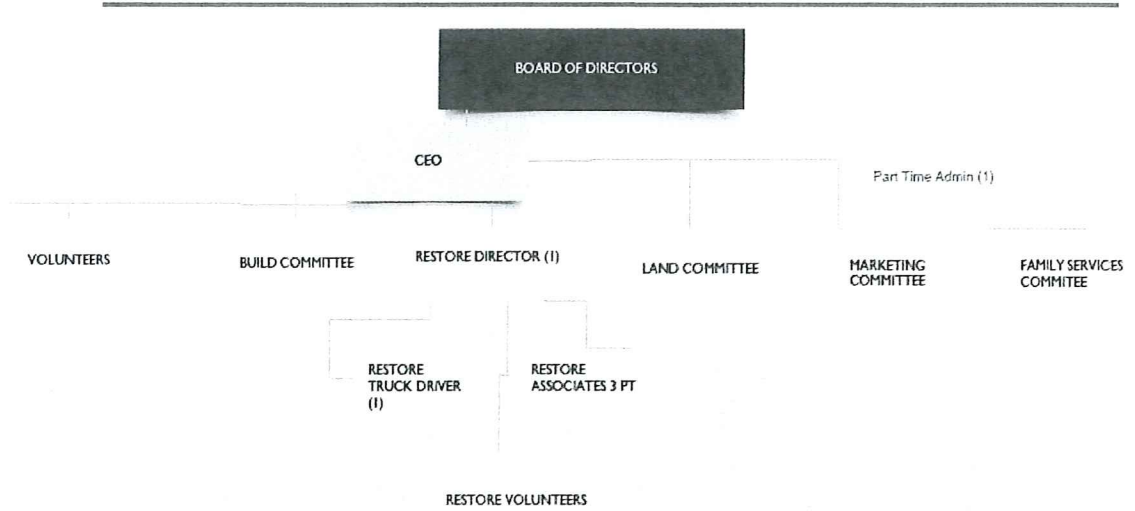 BOARD OF DIRECTORS
CEO
Part Time Admin (1)
VOLUNTEERS
BUILD COMMITTEE
RESTORE DIRECTOR (1)
LAND COMMITTEE
MARKETING
COMMITTEE
FAMILY SERVICES
COMMITEE
RESTORE
TRUCK DRIVER
(1)
RESTORE
ASSOCIATES 3 PT
RESTORE VOLUNTEERS